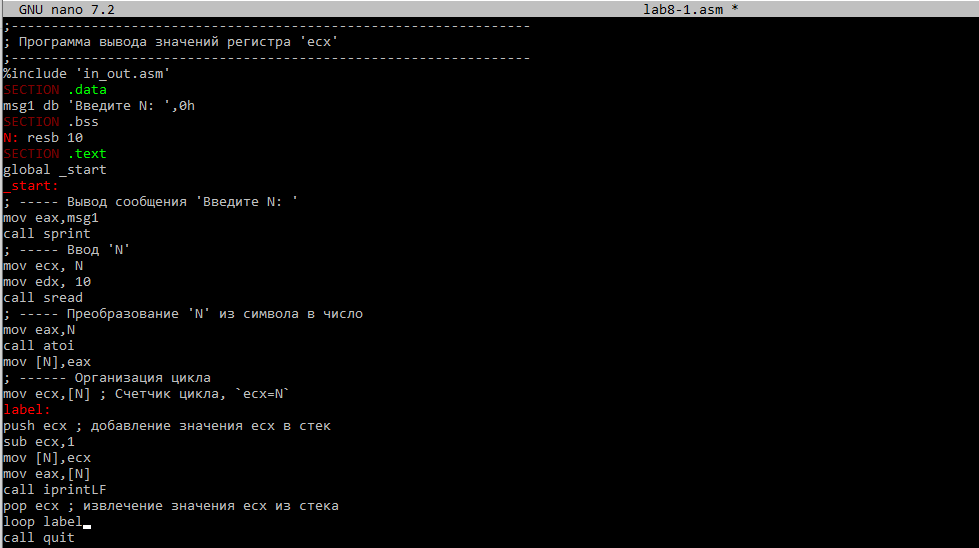 GNU nano 7.2 lab8-1.asm *
;-----------------------------------------------------------------
; Программа вывода значений регистра 'ecx'
;-----------------------------------------------------------------
%include 'in_out.asm'
SECTION .data
msg1 db 'Введите N: ',0h
SECTION .bss
N: resb 10
SECTION .text
global _start
_start:
; ----- Вывод сообщения 'Введите N: '
mov eax,msg1
call sprint
; ----- Ввод 'N'
mov ecx, N
mov edx, 10
call sread
; ----- Преобразование 'N' из символа в число
mov eax,N
call atoi
mov [N],eax
; ------ Организация цикла
mov ecx,[N] ; Счетчик цикла, `ecx=N`
label:
push ecx ; добавление значения ecx в стек
sub ecx,1
mov [N],ecx
mov eax,[N]
call iprintLF
pop ecx ; извлечение значения ecx из стека
loop label
call quit